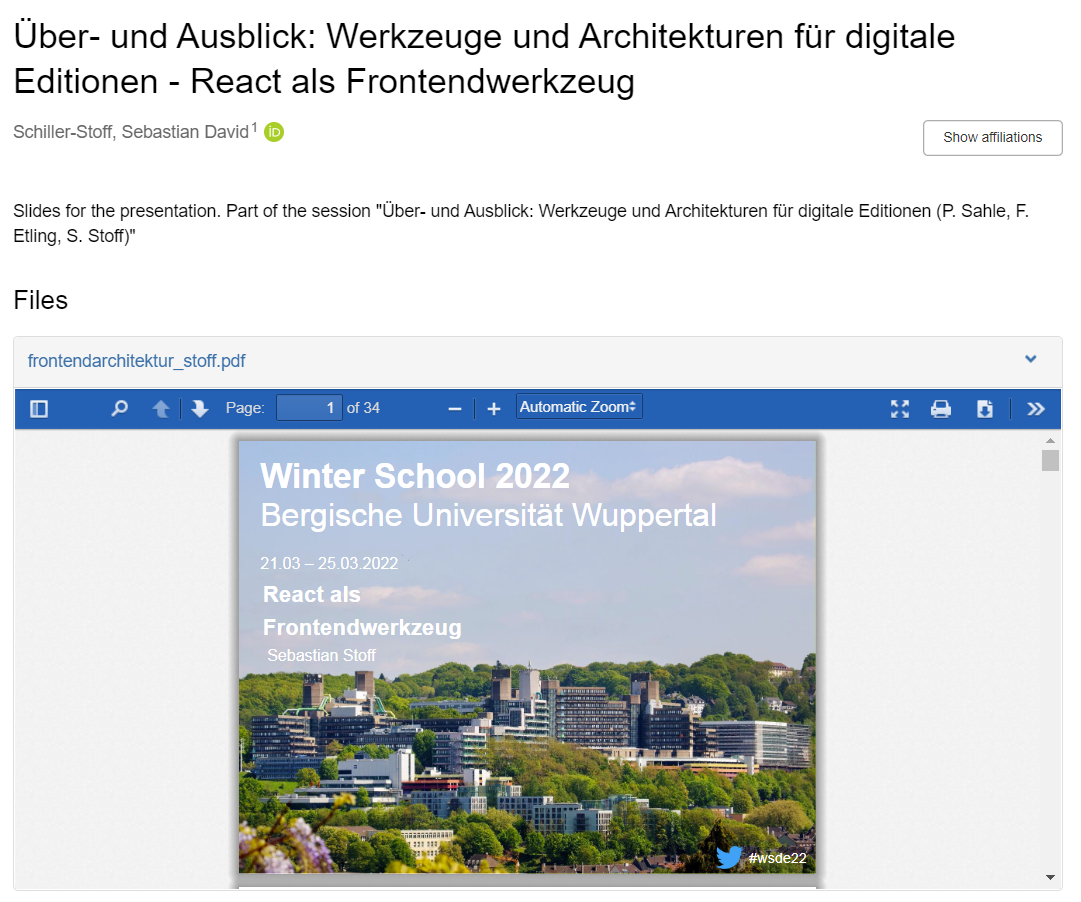 Über- und Ausblick: Werkzeuge und Architekturen für digitale
Editionen - React als Frontendwerkzeug
Schiller-Stoff, Sebastian David1 iD
Show affiliations
Slides for the presentation. Part of the session "Über- und Ausblick: Werkzeuge und Architekturen für digitale Editionen (P. Sahle, F.
Etling, S. Stoff)"
Files
frontendarchitektur_stoff.pdf
Page: 1 of 34
Automatic Zoom
Winter School 2022
Bergische Universität Wuppertal
21.03 – 25.03.2022
React als
Frontendwerkzeug
Sebastian Stoff
#wsde22